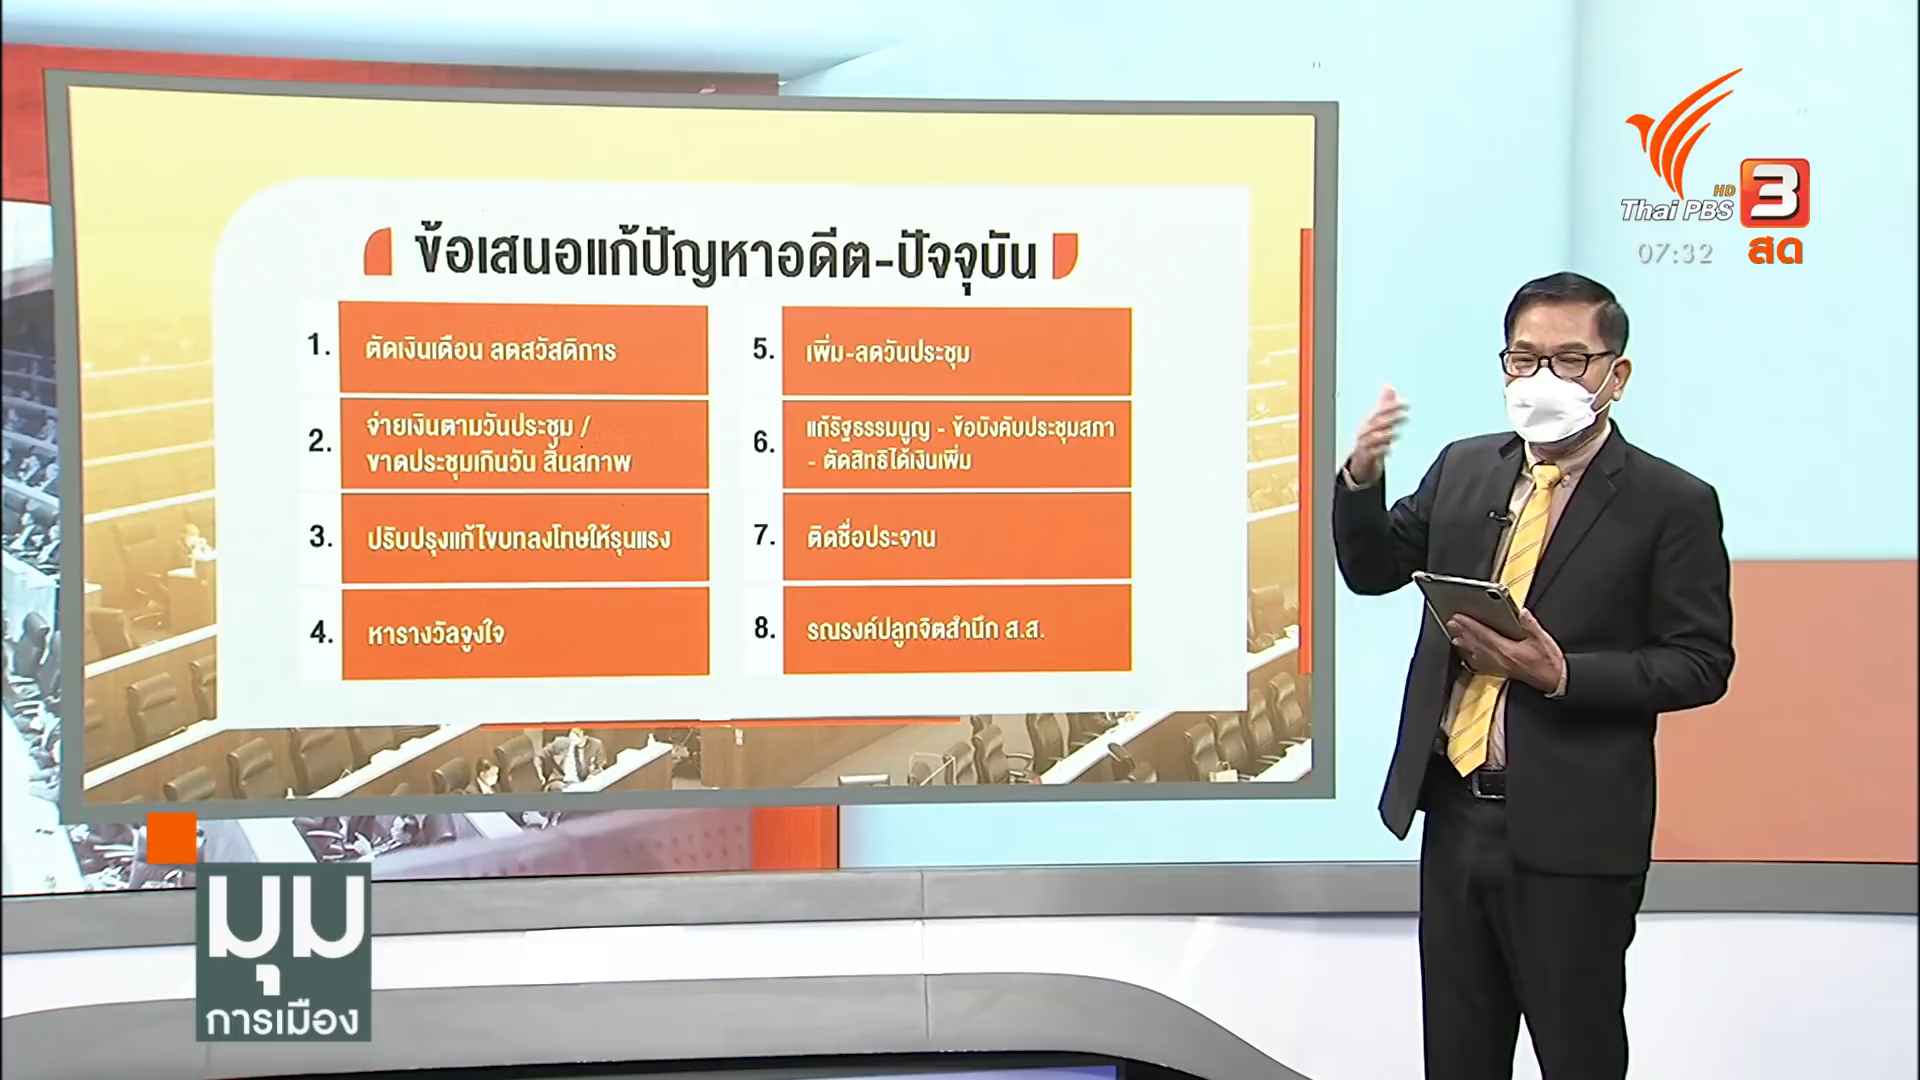 ข้อเสนอแก้ปัญหาอดีต-ปัจจุบัน
1. ตัดเงินเดือน ลดสวัสดิการ
2. จ่ายเงินตามวันประชุม /
ขาดประชุมเกินวัน สิ้นสภาพ
3. ปรับปรุงแก้ไขบทลงโทษให้รุนแรง
4. หารางวัลจูงใจ
5. เพิ่ม-ลดวันประชุม
6. แก้รัฐธรรมนูญ - ข้อบังคับประชุมสภา
- ตัดสิทธิได้เงินเพิ่ม
7. ติดชื่อประจาน
8. รณรงค์ปลูกจิตสำนึก ส.ส.
Thai PBS HD 3
07:32 สด
มุม
การเมือง